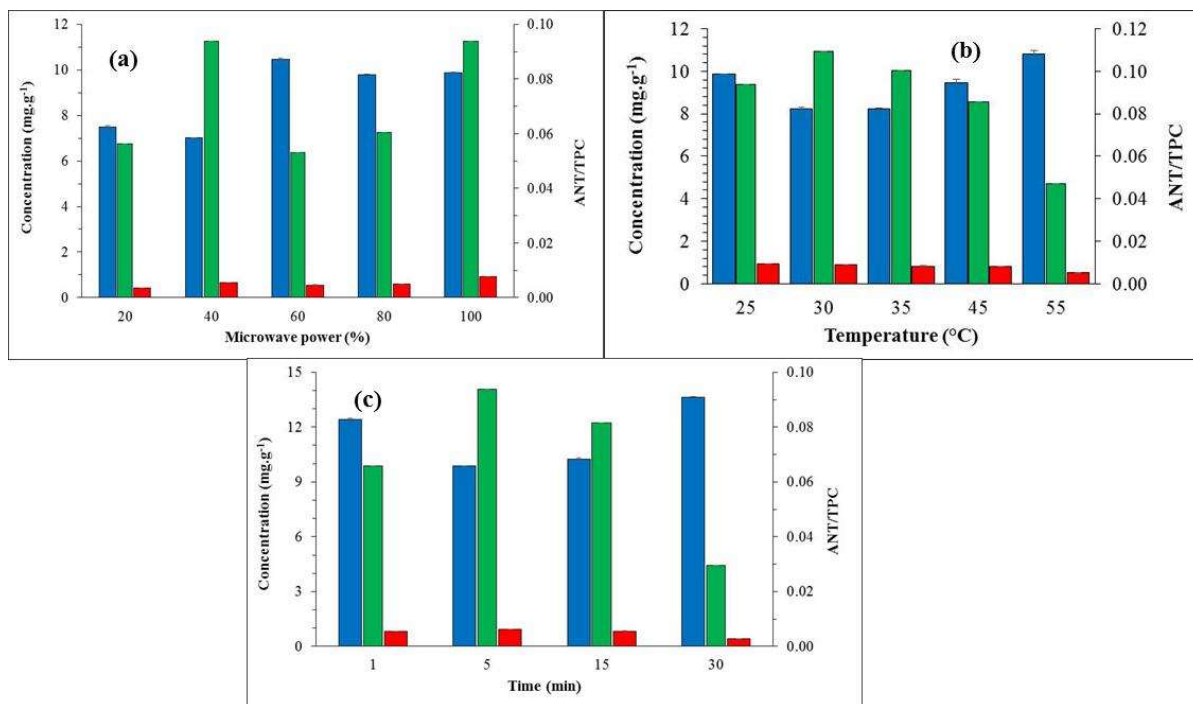 (a)
Concentration (mg.g⁻¹)
12
10
8
6
4
2
0
0.10
0.08
0.06
0.04
0.02
0.00
ANT/TPC
20 40 60 80 100
Microwave power (%)
(b)
Concentration (mg.g⁻¹)
12
10
8
6
4
2
0
0.12
0.10
0.08
0.06
0.04
0.02
0.00
ANT/TPC
25 30 35 45 55
Temperature (°C)
(c)
Concentration (mg.g⁻¹)
15
12
9
6
3
0
0.10
0.08
0.06
0.04
0.02
0.00
ANT/TPC
1 5 15 30
Time (min)